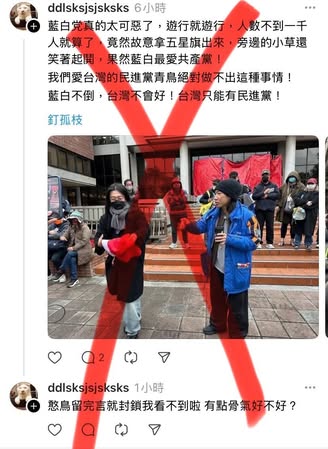 ddlsksjsjsksks 6小時
藍白党真的太可惡了，遊行就遊行，人數不到一千
人就算了，竟然故意拿五星旗出來，旁邊的小草還
笑著起鬨，果然藍白最愛共產黨！
我們愛台灣的民進黨青鳥絕對做不出這種事情！
藍白不倒，台灣不會好！台灣只能有民進黨！
釘孤枝
2
ddlsksjsjsksks 1小時
憨鳥留完言就封鎖我看不到啦 有點骨氣好不好？